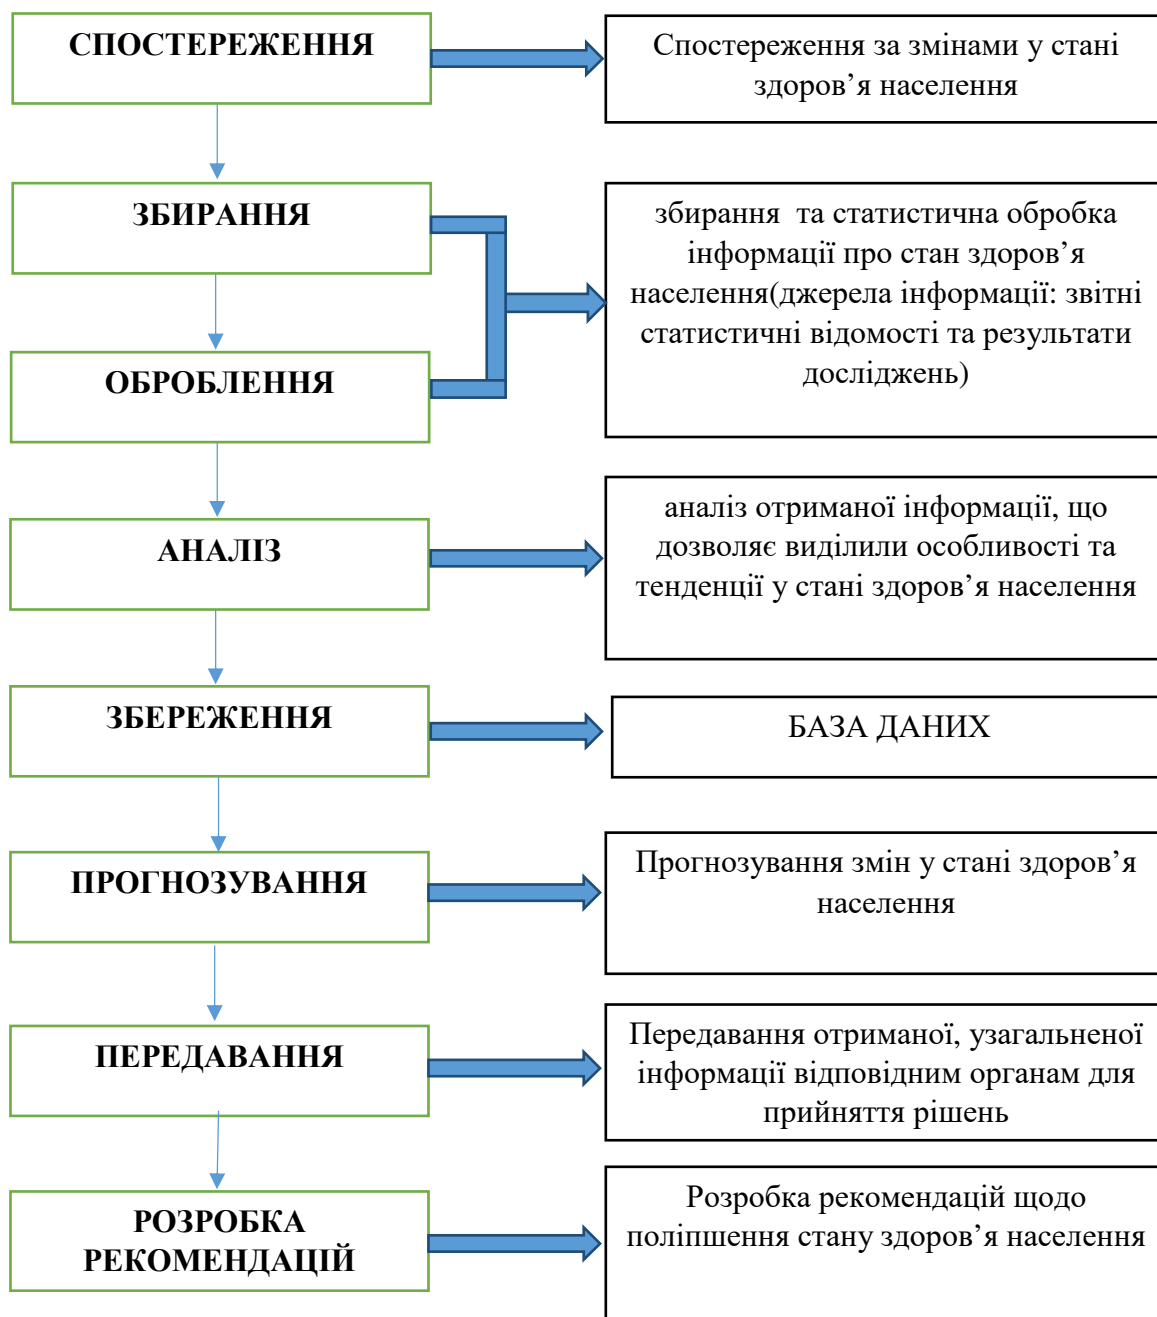 СПОСТЕРЕЖЕННЯ
Спостереження за змінами у стані
здоров’я населення
ЗБИРАННЯ
ОБРОБЛЕННЯ
збирання та статистична обробка
інформації про стан здоров’я
населення(джерела інформації: звітні
статистичні відомості та результати
досліджень)
АНАЛІЗ
аналіз отриманої інформації, що
дозволяє виділили особливості та
тенденції у стані здоров’я населення
ЗБЕРЕЖЕННЯ
БАЗА ДАНИХ
ПРОГНОЗУВАННЯ
Прогнозування змін у стані здоров’я
населення
ПЕРЕДАВАННЯ
Передавання отриманої, узагальненої
інформації відповідним органам для
прийняття рішень
РОЗРОБКА
РЕКОМЕНДАЦІЙ
Розробка рекомендацій щодо
поліпшення стану здоров’я населення